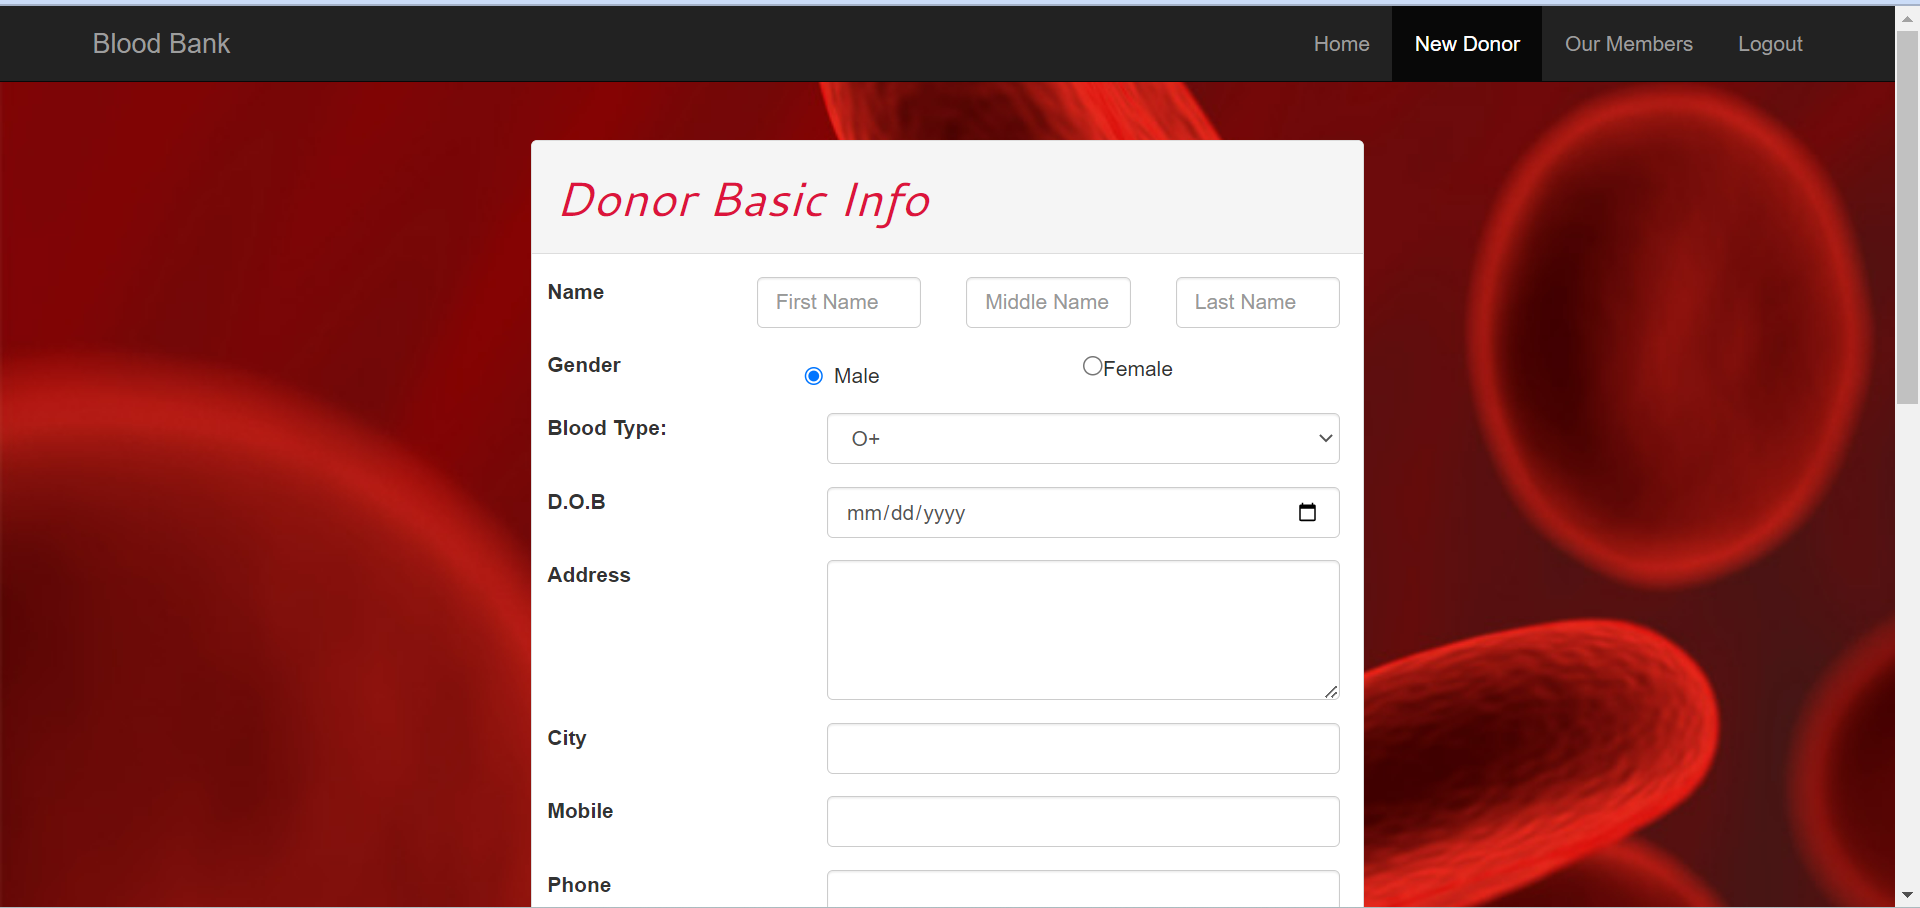 Blood Bank Home New Donor Our Members Logout
Donor Basic Info
Name First Name Middle Name Last Name
Gender Male Female
Blood Type: O+
D.O.B mm/dd/yyyy
Address
City
Mobile
Phone